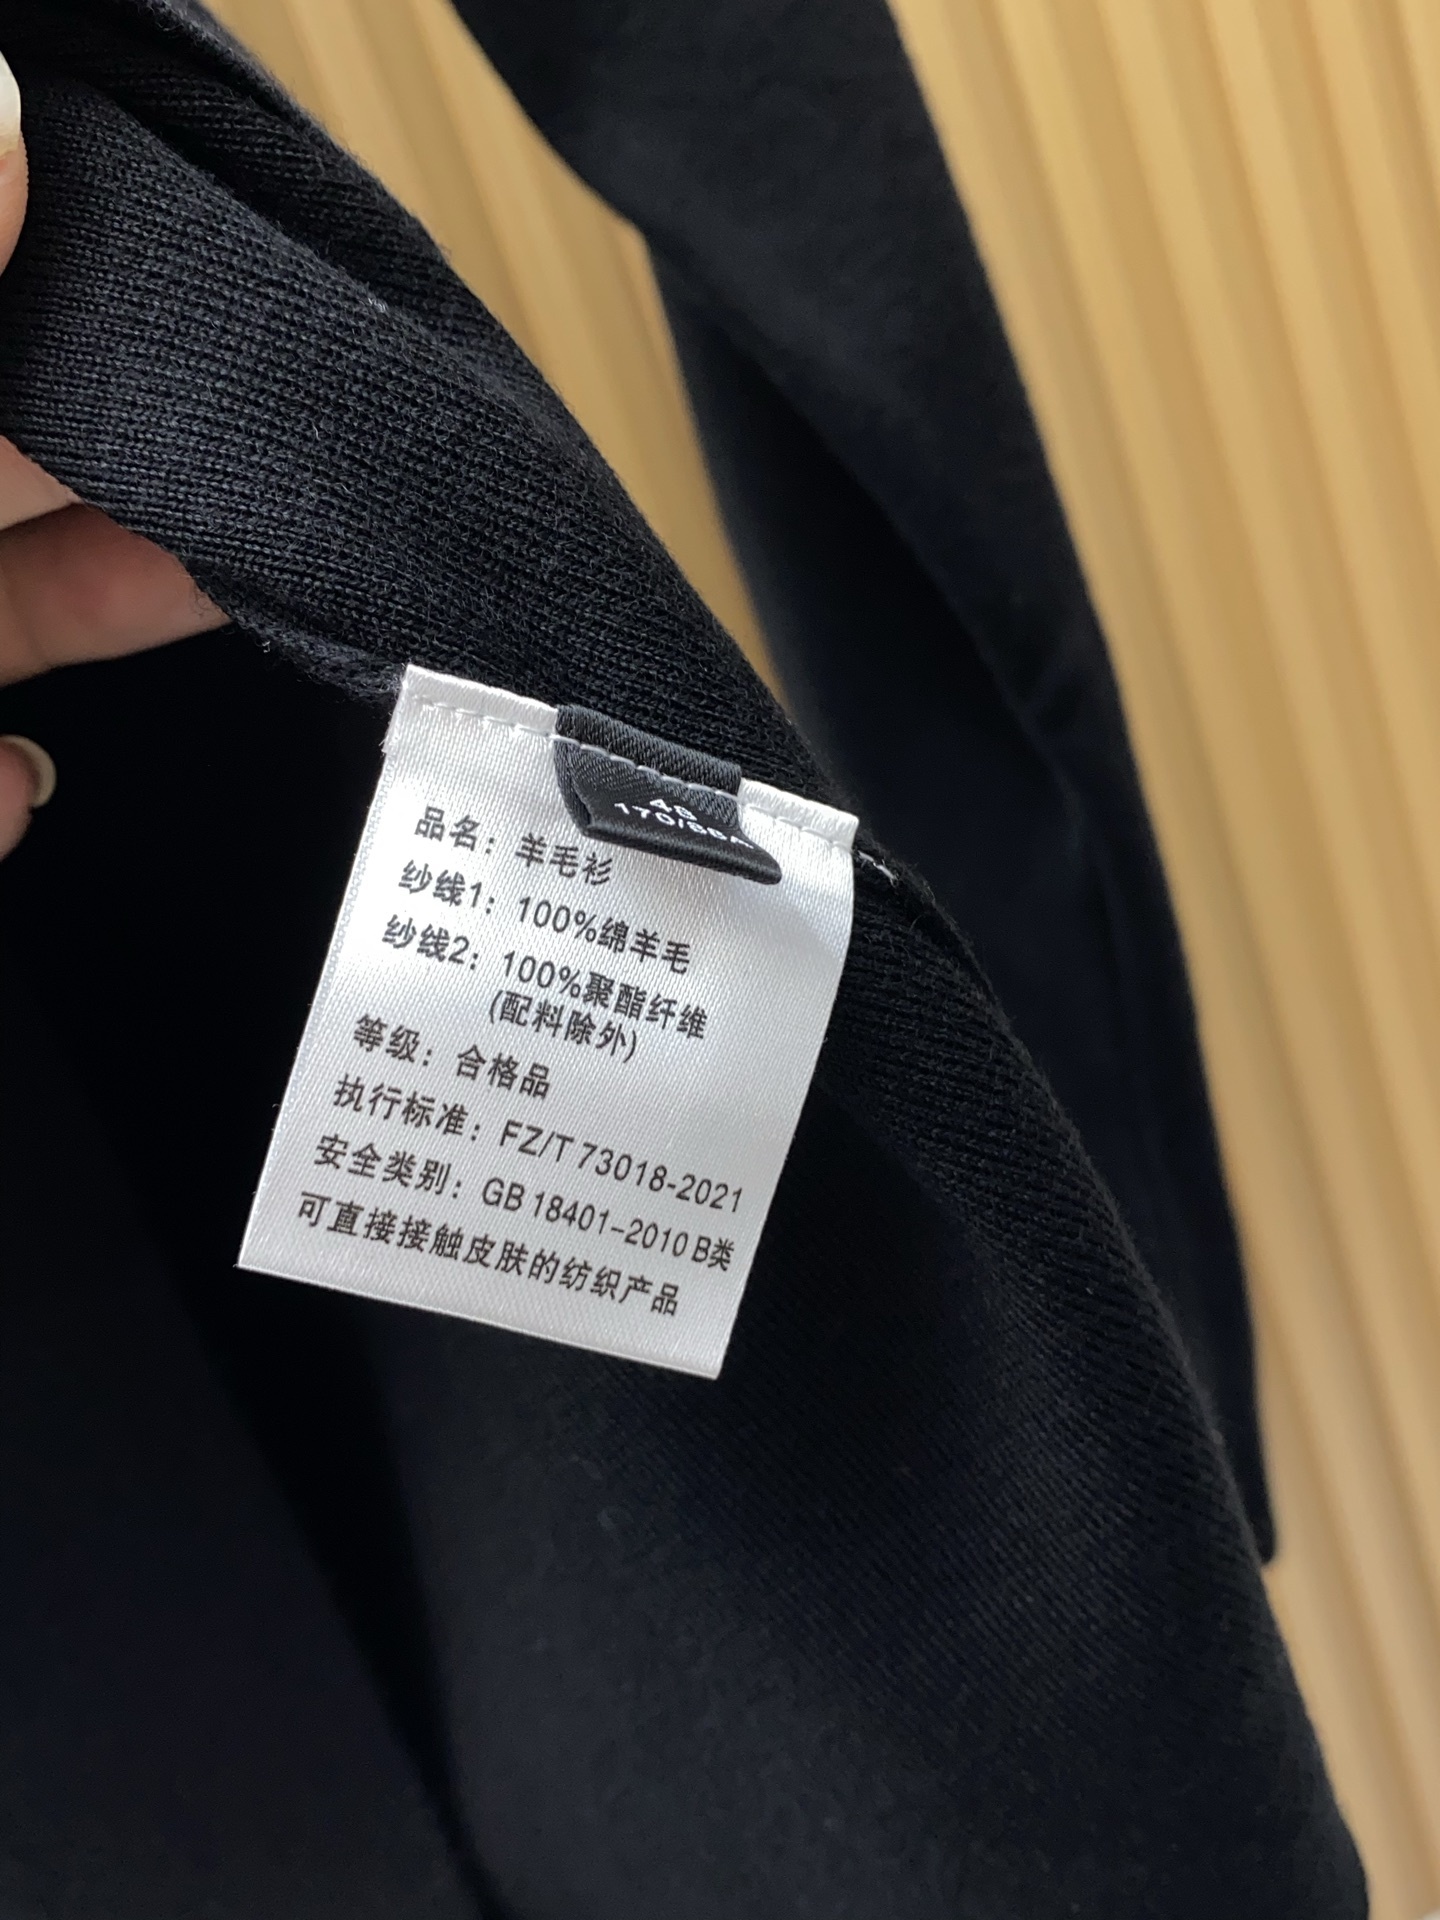 48
品名：羊毛衫
纱线1：100%绵羊毛
纱线2：100%聚酯纤维
(配料除外)
等级：合格品
执行标准：FZ/T 73018-2021
安全类别：GB 18401-2010 B类
可直接接触皮肤的纺织产品